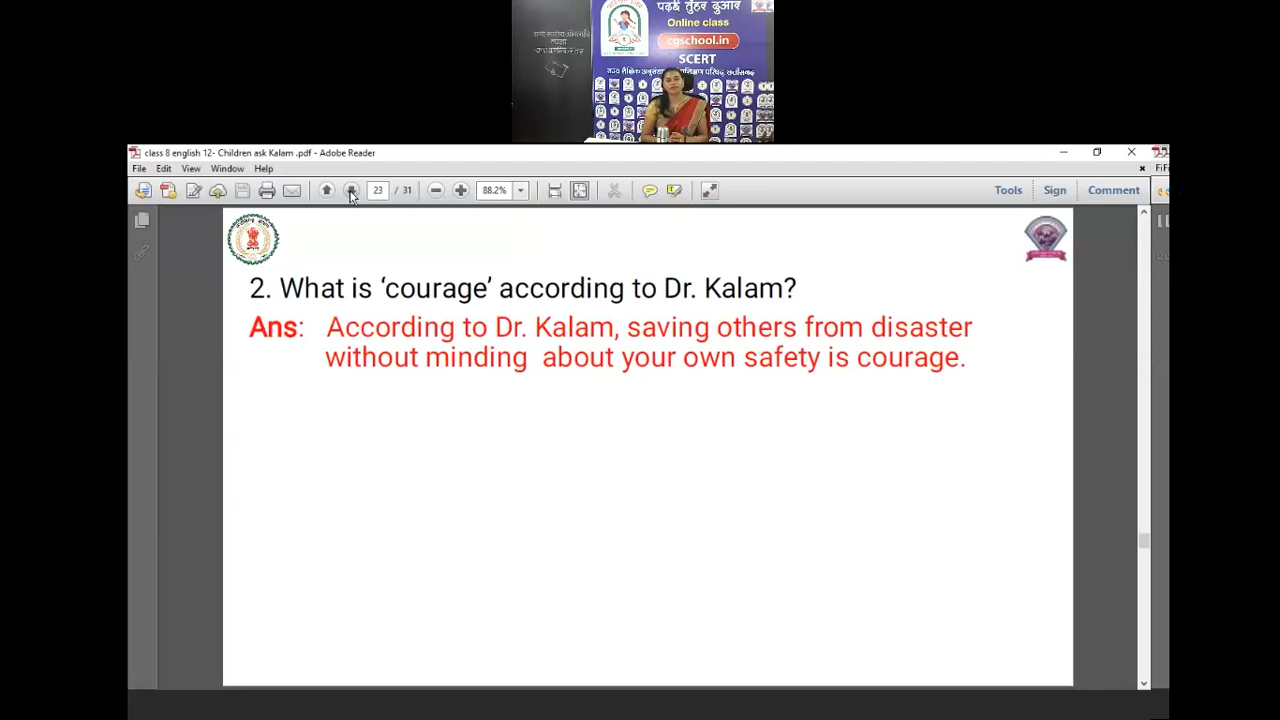 पढ़ई तुंहर दुआर
Online class
cgschool.in
SCERT
class 8 english 12- Children ask Kalam .pdf - Adobe Reader
File Edit View Window Help
23 / 31 88.2% Tools Sign Comment
2. What is ‘courage’ according to Dr. Kalam?
Ans: According to Dr. Kalam, saving others from disaster
without minding about your own safety is courage.